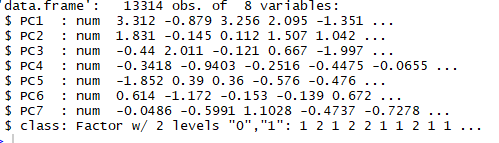 'data.frame':   13314 obs. of  8 variables:
 $ PC1  : num  3.312 -0.879 3.256 2.095 -1.351 ...
 $ PC2  : num  1.831 -0.145 0.112 1.507 1.042 ...
 $ PC3  : num  -0.44 2.011 -0.121 0.667 -1.997 ...
 $ PC4  : num  -0.3418 -0.9403 -0.2516 -0.4475 -0.0655 ...
 $ PC5  : num  -1.852 0.39 0.36 -0.576 -0.476 ...
 $ PC6  : num  0.614 -1.172 -0.153 -0.139 0.672 ...
 $ PC7  : num  -0.0486 -0.5991 1.1028 -0.4737 -0.7278 ...
 $ class: Factor w/ 2 levels "0","1": 1 2 1 2 2 1 1 2 1 1 ...
>